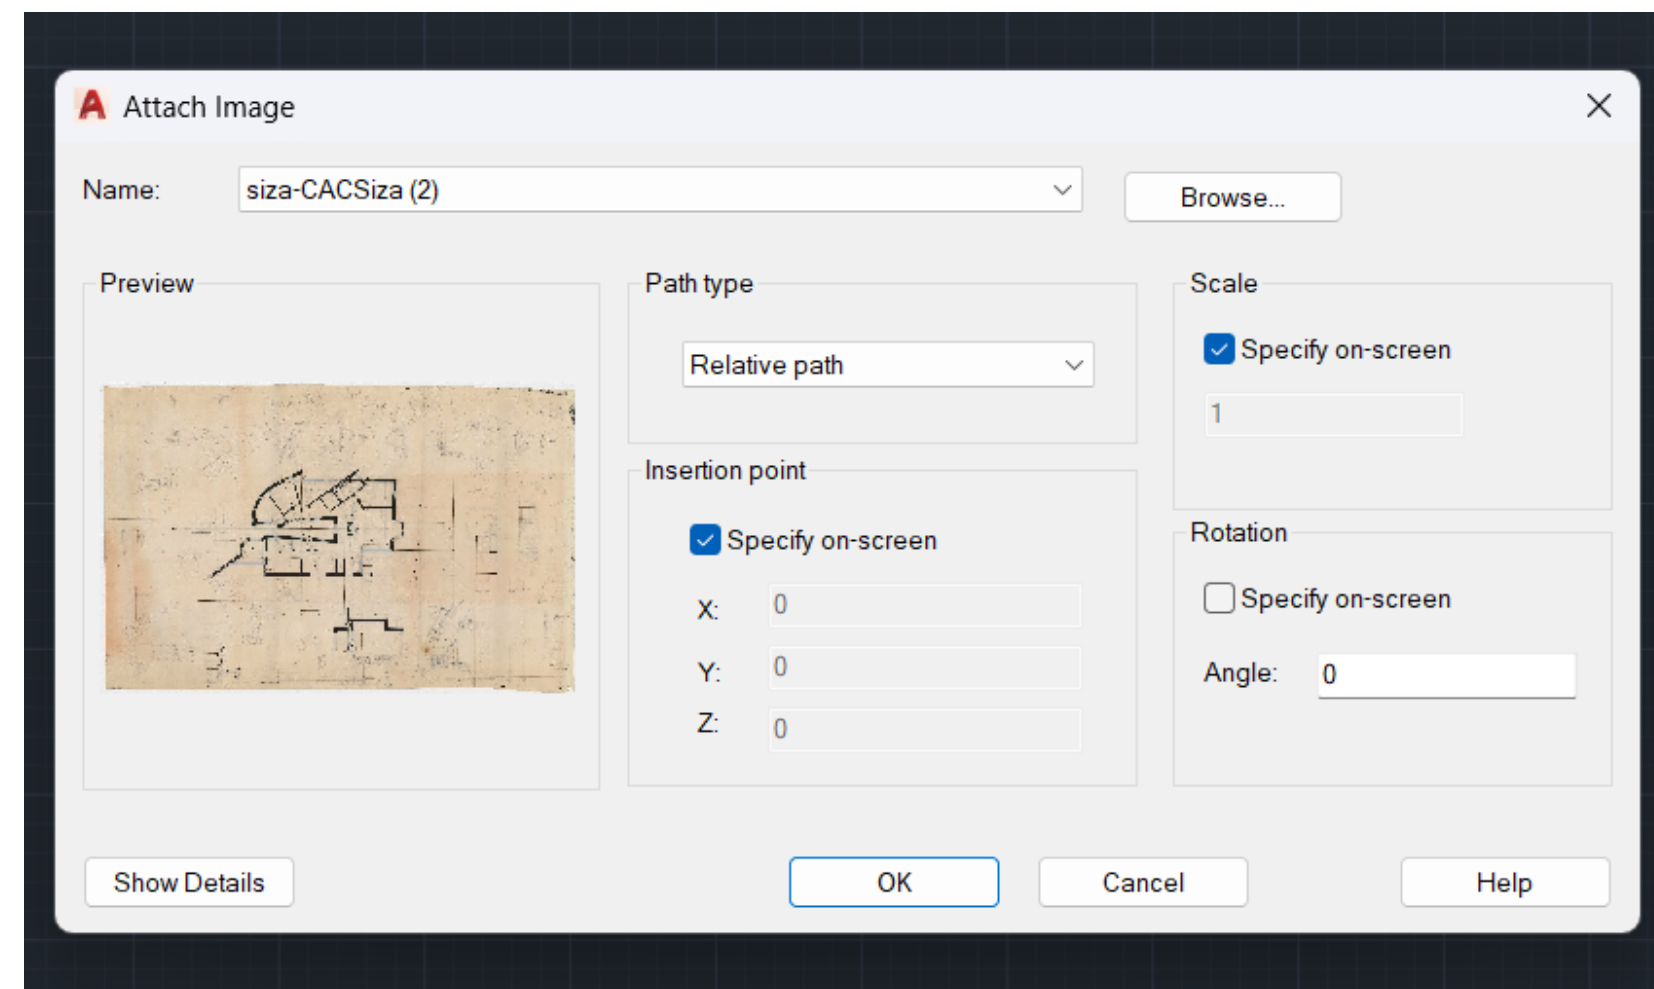 Attach Image
Name:
siza-CACSiza (2)
Browse...
Preview
Path type
Relative path
Scale
Specify on-screen
1
Insertion point
Specify on-screen
X:
0
Y:
0
Z:
0
Rotation
Specify on-screen
Angle:
0
Show Details
OK
Cancel
Help